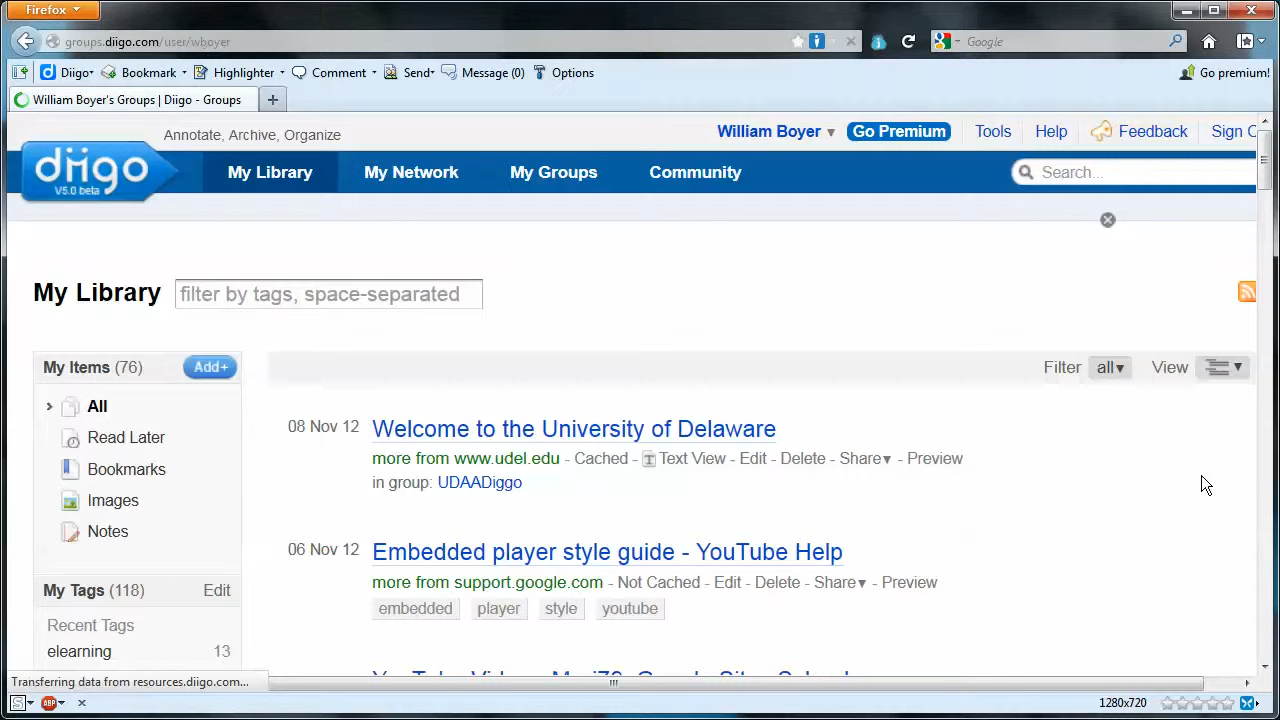 Firefox
groups.diigo.com/user/wboyer
Google
Diigo
Bookmark
Highlighter
Comment
Send
Message (0)
Options
Go premium!
William Boyer's Groups | Diigo - Groups
Annotate, Archive, Organize
William Boyer
Go Premium
Tools
Help
Feedback
Sign
diigo
V5.0 beta
My Library
My Network
My Groups
Community
Search...
My Library
filter by tags, space-separated
My Items (76)
Add+
Filter all
View
All
Read Later
Bookmarks
Images
Notes
My Tags (118)
Edit
Recent Tags
elearning 13
08 Nov 12
Welcome to the University of Delaware
more from www.udel.edu - Cached - Text View - Edit - Delete - Share - Preview
in group: UDAADiggo
06 Nov 12
Embedded player style guide - YouTube Help
more from support.google.com - Not Cached - Edit - Delete - Share - Preview
embedded player style youtube
Transferring data from resources.diigo.com...
ABP
1280x720